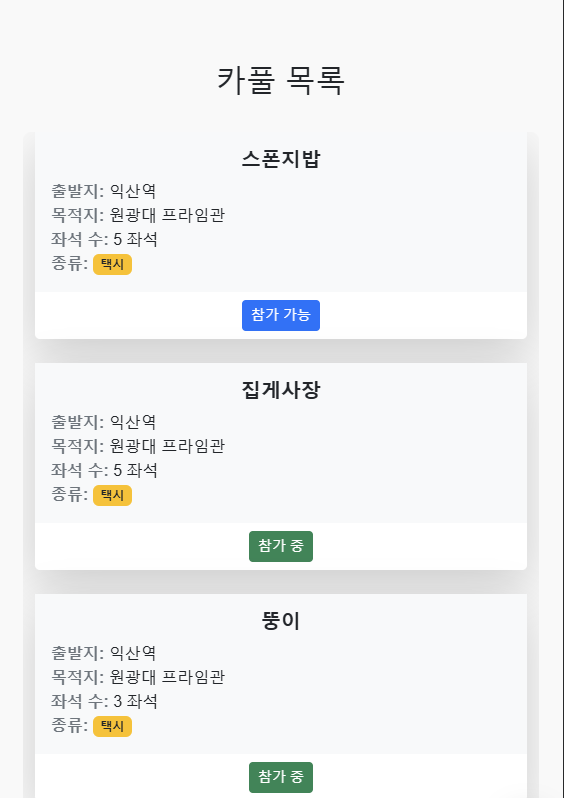 카풀 목록
스폰지밥
출발지: 익산역
목적지: 원광대 프라임관
좌석 수: 5 좌석
종류: 택시
참가 가능
집게사장
출발지: 익산역
목적지: 원광대 프라임관
좌석 수: 5 좌석
종류: 택시
참가 중
뚱이
출발지: 익산역
목적지: 원광대 프라임관
좌석 수: 3 좌석
종류: 택시
참가 중